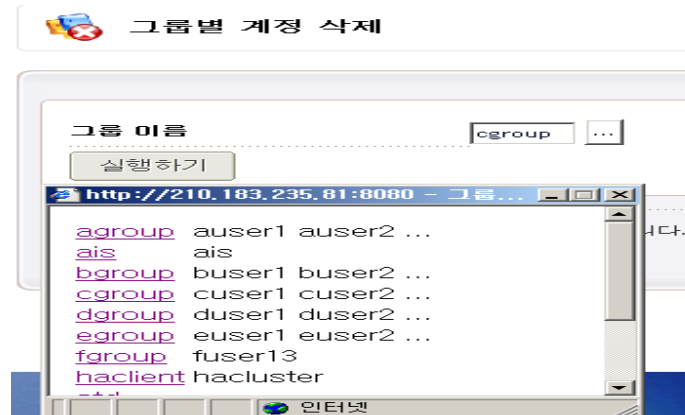 그룹별 계정 삭제
그룹 이름
cgroup ...
실행하기
http://210.183.235.81:8080 - 그룹...
니다.
agroup auser1 auser2 ...
ais ais
bgroup buser1 buser2 ...
cgroup cuser1 cuser2 ...
dgroup duser1 duser2 ...
egroup euser1 euser2 ...
fgroup fuser13
haclient hacluster
인터넷